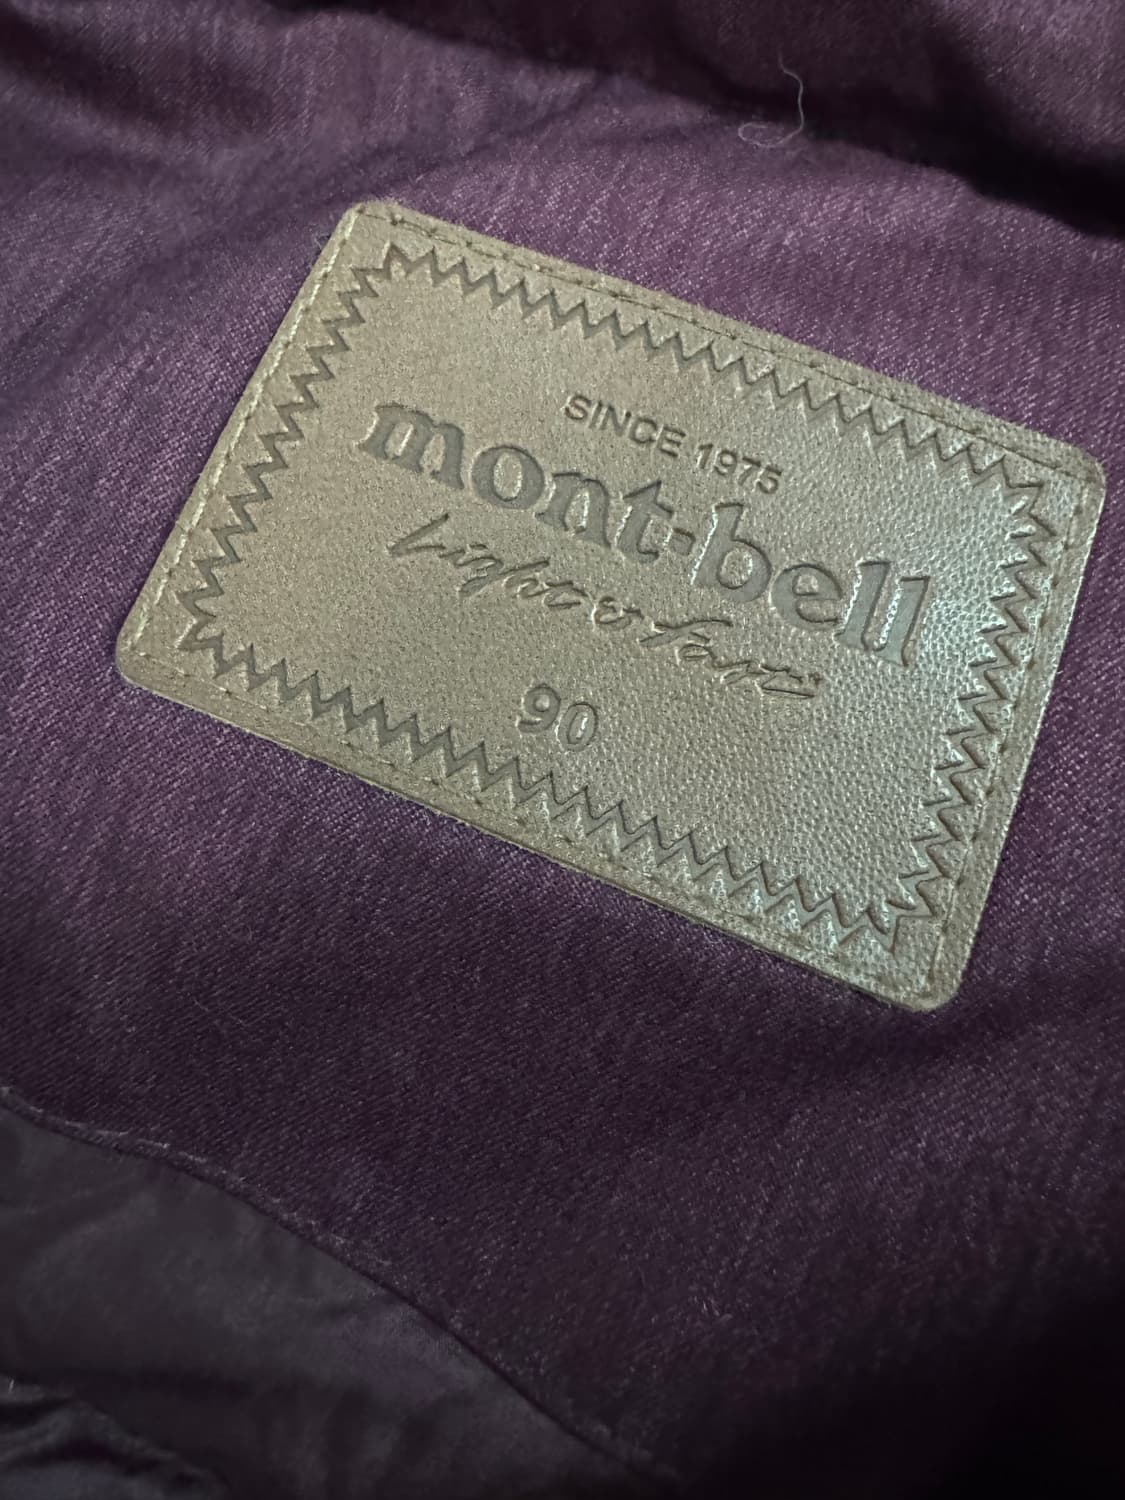 SINCE 1975
mont-bell
Light & Fast
90